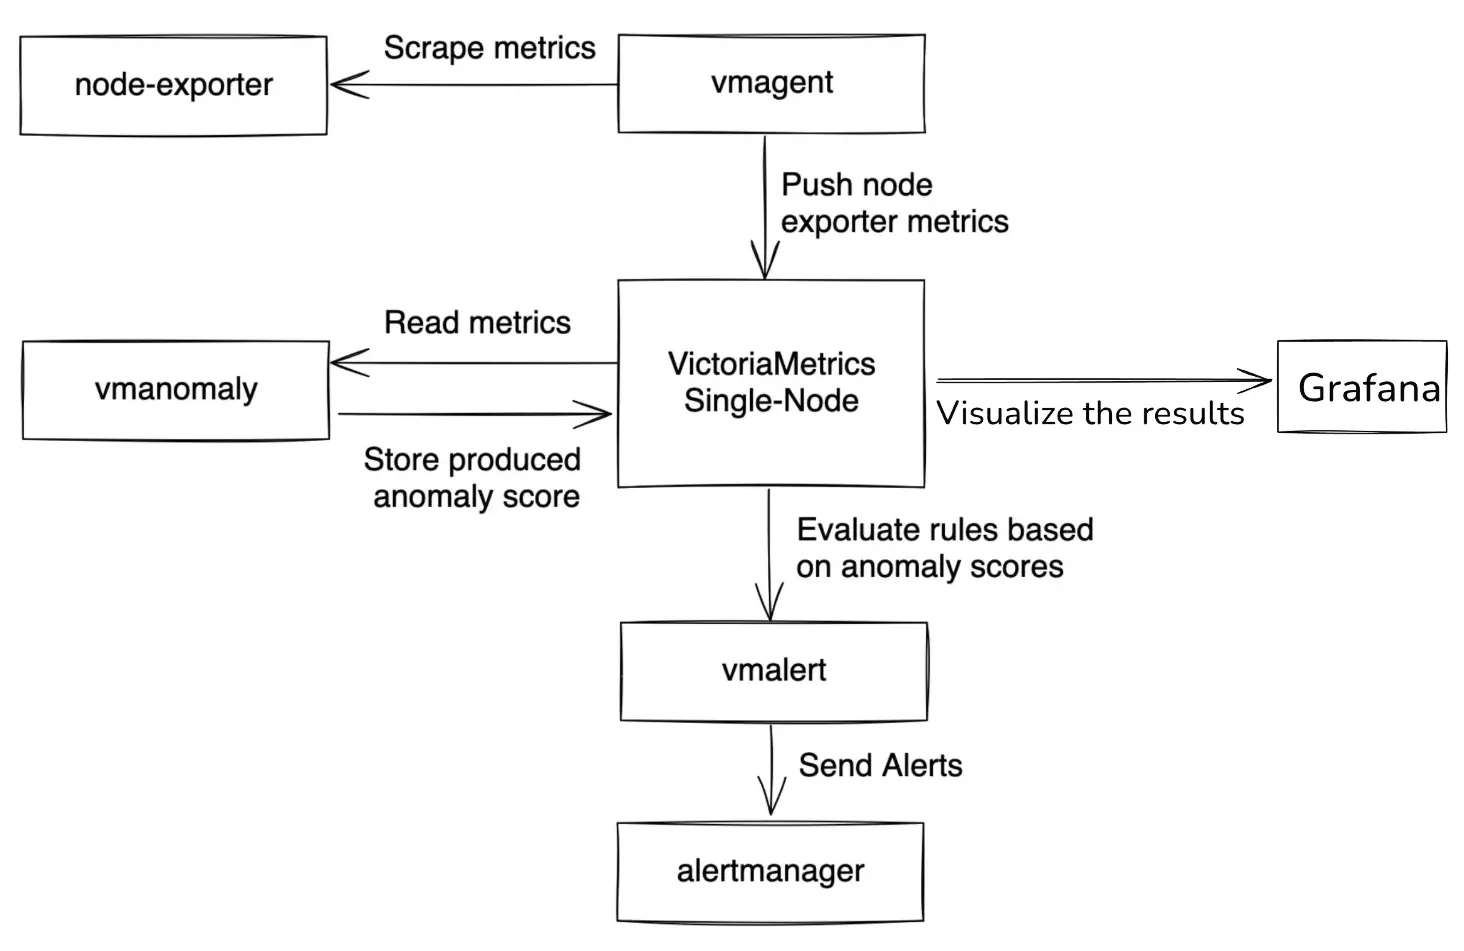 Scrape metrics
node-exporter
vmagent
Push node
exporter metrics
Read metrics
vmanomaly
VictoriaMetrics
Single-Node
Grafana
Visualize the results
Store produced
anomaly score
Evaluate rules based
on anomaly scores
vmalert
Send Alerts
alertmanager